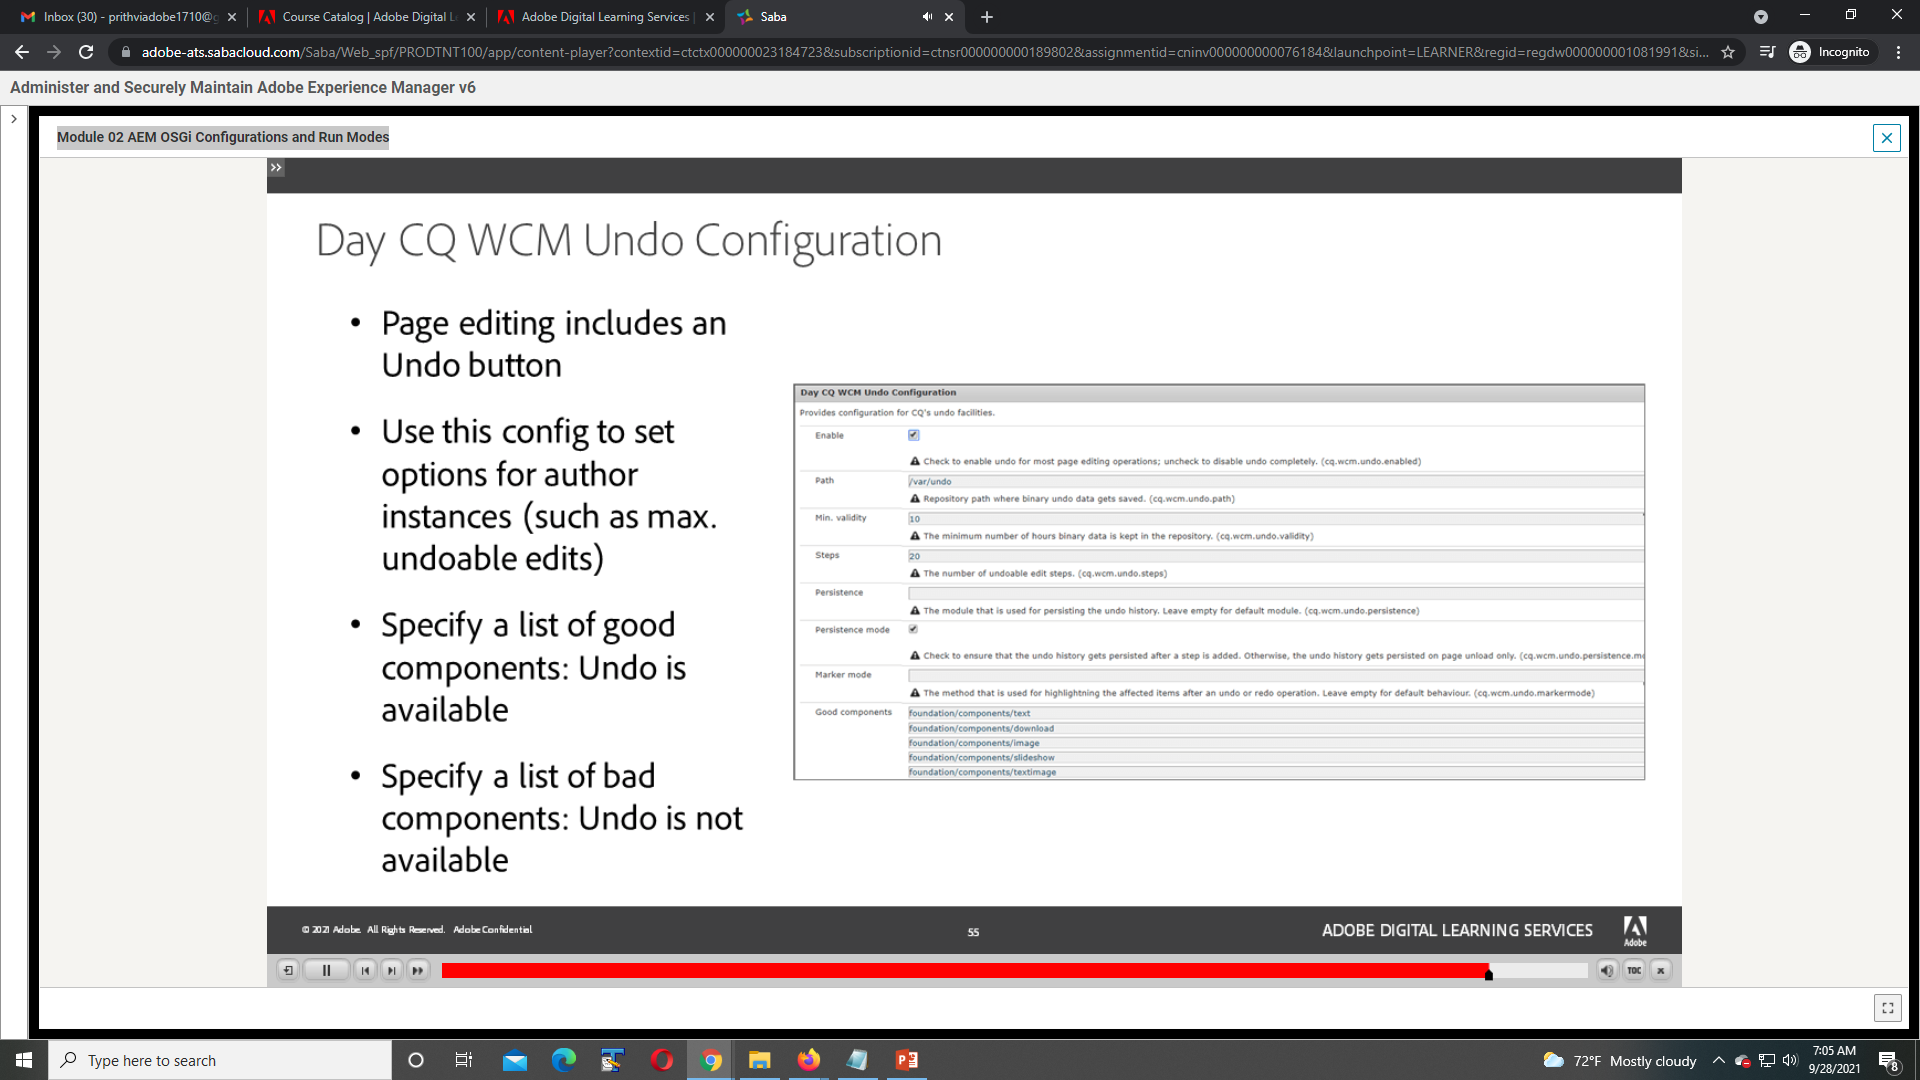 Inbox (30) - prithviadobe1710@g
Course Catalog | Adobe Digital L
Adobe Digital Learning Services |
Saba
adobe-ats.sabacloud.com/Saba/Web_spf/PRODTNT100/app/content-player?contextid=ctctx000000023184723&subscriptionid=ctnsr000000000189802&assignmentid=cninv000000000076184&launchpoint=LEARNER&regid=regdw000000001081991&si...
Incognito
Administer and Securely Maintain Adobe Experience Manager v6
Module 02 AEM OSGi Configurations and Run Modes
Day CQ WCM Undo Configuration
• Page editing includes an
Undo button
• Use this config to set
options for author
instances (such as max.
undoable edits)
• Specify a list of good
components: Undo is
available
• Specify a list of bad
components: Undo is not
available
Day CQ WCM Undo Configuration
Provides configuration for CQ's undo facilities.
Enable
Check to enable undo for most page editing operations; uncheck to disable undo completely. (cq.wcm.undo.enabled)
Path
/var/undo
Repository path where binary undo data gets saved. (cq.wcm.undo.path)
Min. validity
10
The minimum number of hours binary data is kept in the repository. (cq.wcm.undo.validity)
Steps
20
The number of undoable edit steps. (cq.wcm.undo.steps)
Persistence
The module that is used for persisting the undo history. Leave empty for default module. (cq.wcm.undo.persistence)
Persistence mode
Check to ensure that the undo history gets persisted after a step is added. Otherwise, the undo history gets persisted on page unload only. (cq.wcm.undo.persistence.mo
Marker mode
The method that is used for highlightning the affected items after an undo or redo operation. Leave empty for default behaviour. (cq.wcm.undo.markermode)
Good components
foundation/components/text
foundation/components/download
foundation/components/image
foundation/components/slideshow
foundation/components/textimage
© 2021 Adobe. All Rights Reserved. Adobe Confidential.
55
ADOBE DIGITAL LEARNING SERVICES
Adobe
TOC
Type here to search
72°F Mostly cloudy
7:05 AM
9/28/2021
8